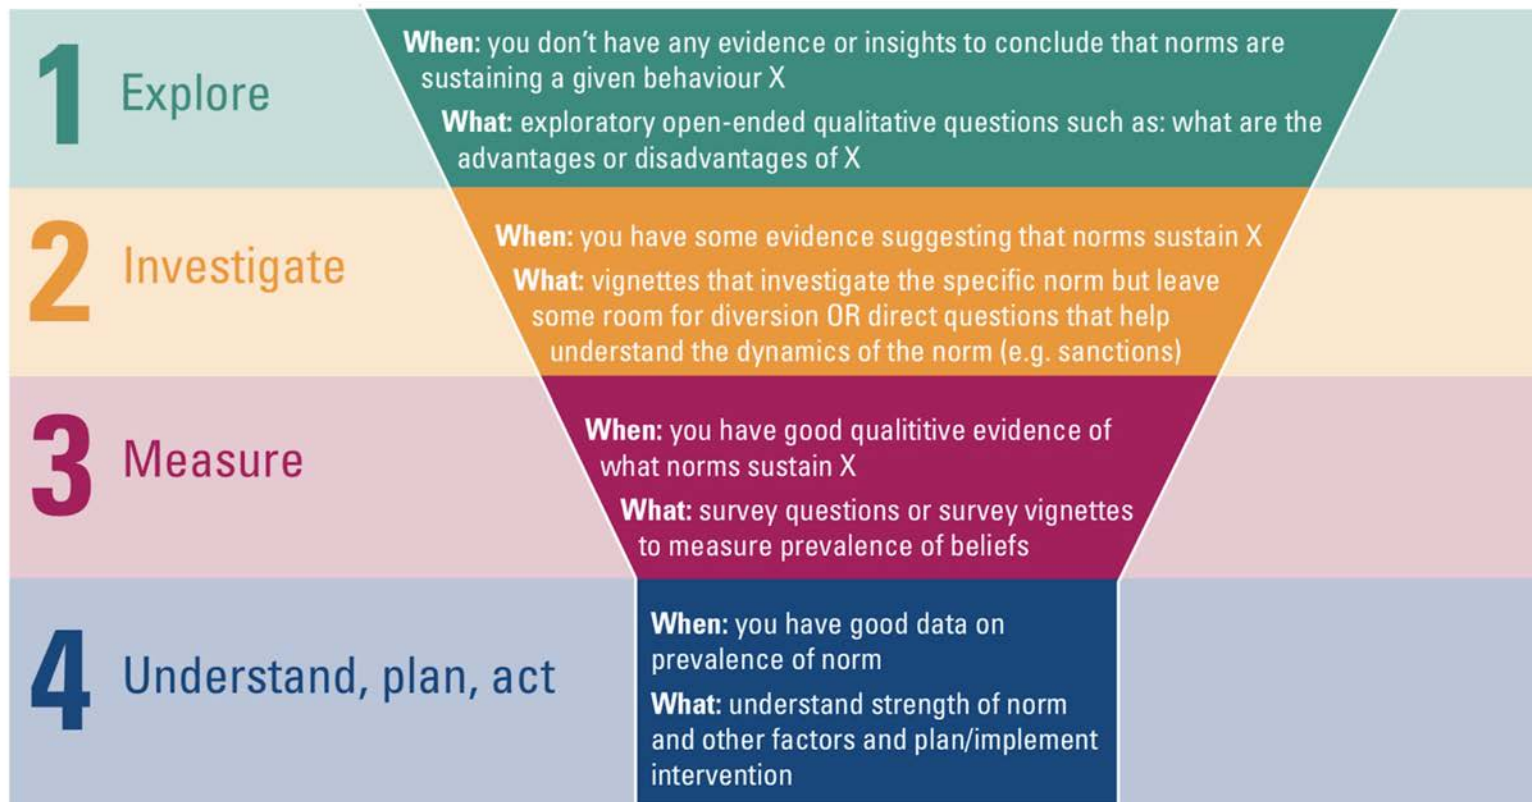 1 Explore
When: you don't have any evidence or insights to conclude that norms are
sustaining a given behaviour X
What: exploratory open-ended qualitative questions such as: what are the
advantages or disadvantages of X
2 Investigate
When: you have some evidence suggesting that norms sustain X
What: vignettes that investigate the specific norm but leave
some room for diversion OR direct questions that help
understand the dynamics of the norm (e.g. sanctions)
3 Measure
When: you have good qualititive evidence of
what norms sustain X
What: survey questions or survey vignettes
to measure prevalence of beliefs
4 Understand, plan, act
When: you have good data on
prevalence of norm
What: understand strength of norm
and other factors and plan/implement
intervention